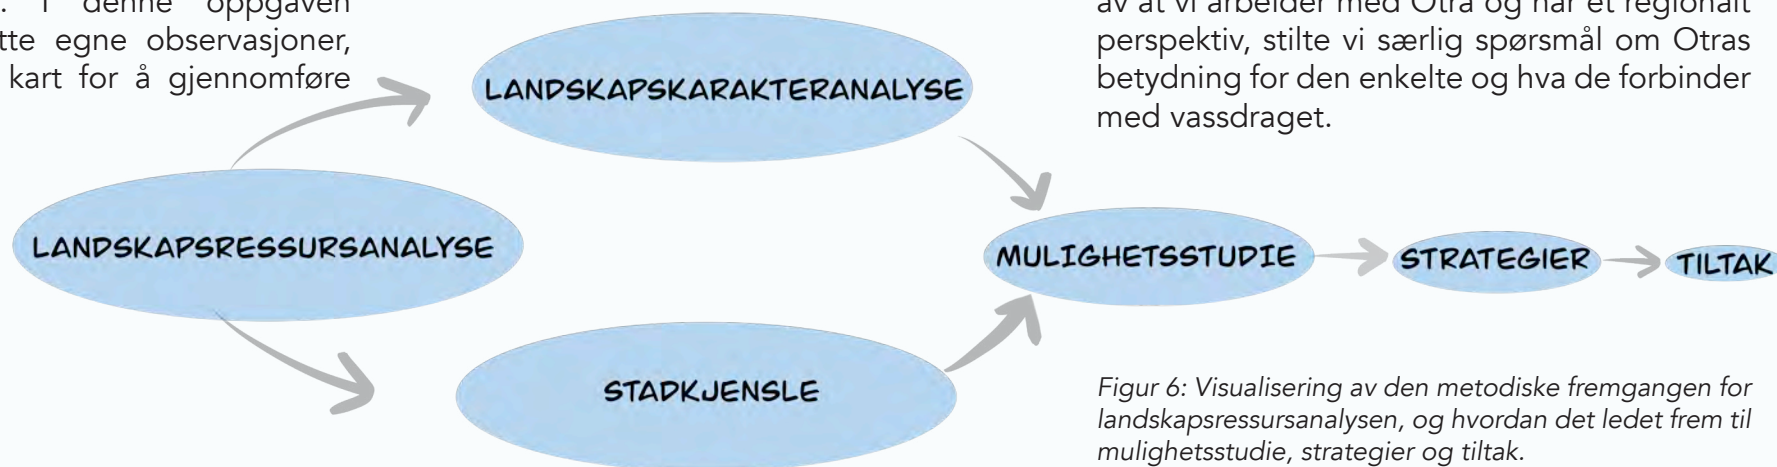 I denne oppgaven
tte egne observasjoner,
kart for å gjennomføre
LANDSKAPSRESSURSANALYSE
LANDSKAPSKARAKTERANALYSE
STADKJENSLE
MULIGHETSSTUDIE
STRATEGIER
TILTAK
av at vi arbeider med Otra og har et regionalt
perspektiv, stilte vi særlig spørsmål om Otras
betydning for den enkelte og hva de forbinder
med vassdraget.
Figur 6: Visualisering av den metodiske fremgangen for
landskapsressursanalysen, og hvordan det ledet frem til
mulighetsstudie, strategier og tiltak.